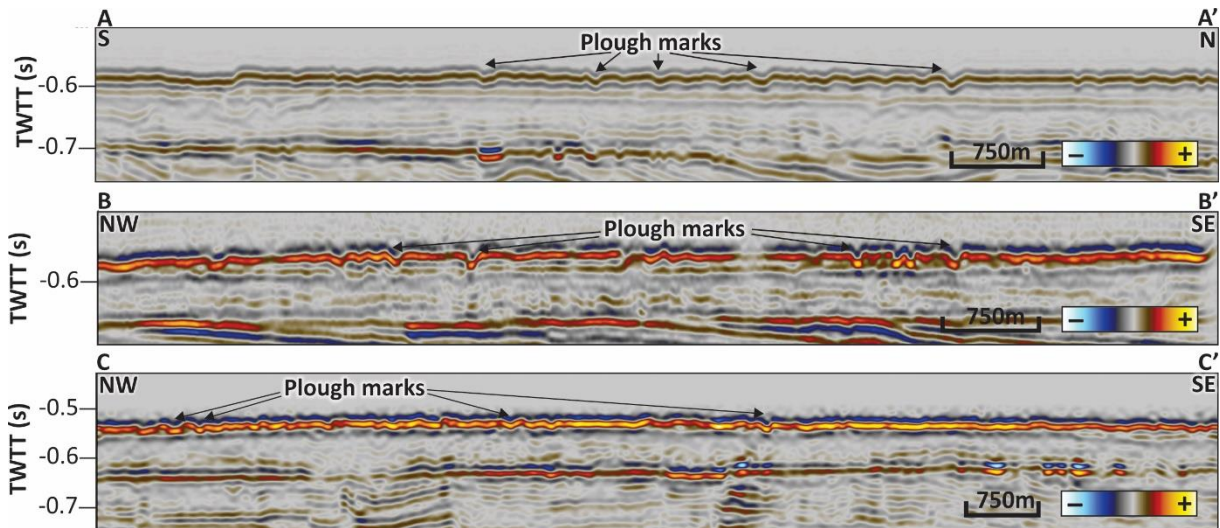 A A'
S N
Plough marks
TWTT (s)
-0.6
-0.7
750m
− +
B B'
NW SE
Plough marks
-0.6
750m
− +
C C'
NW SE
Plough marks
TWTT (s)
-0.5
-0.6
-0.7
750m
− +